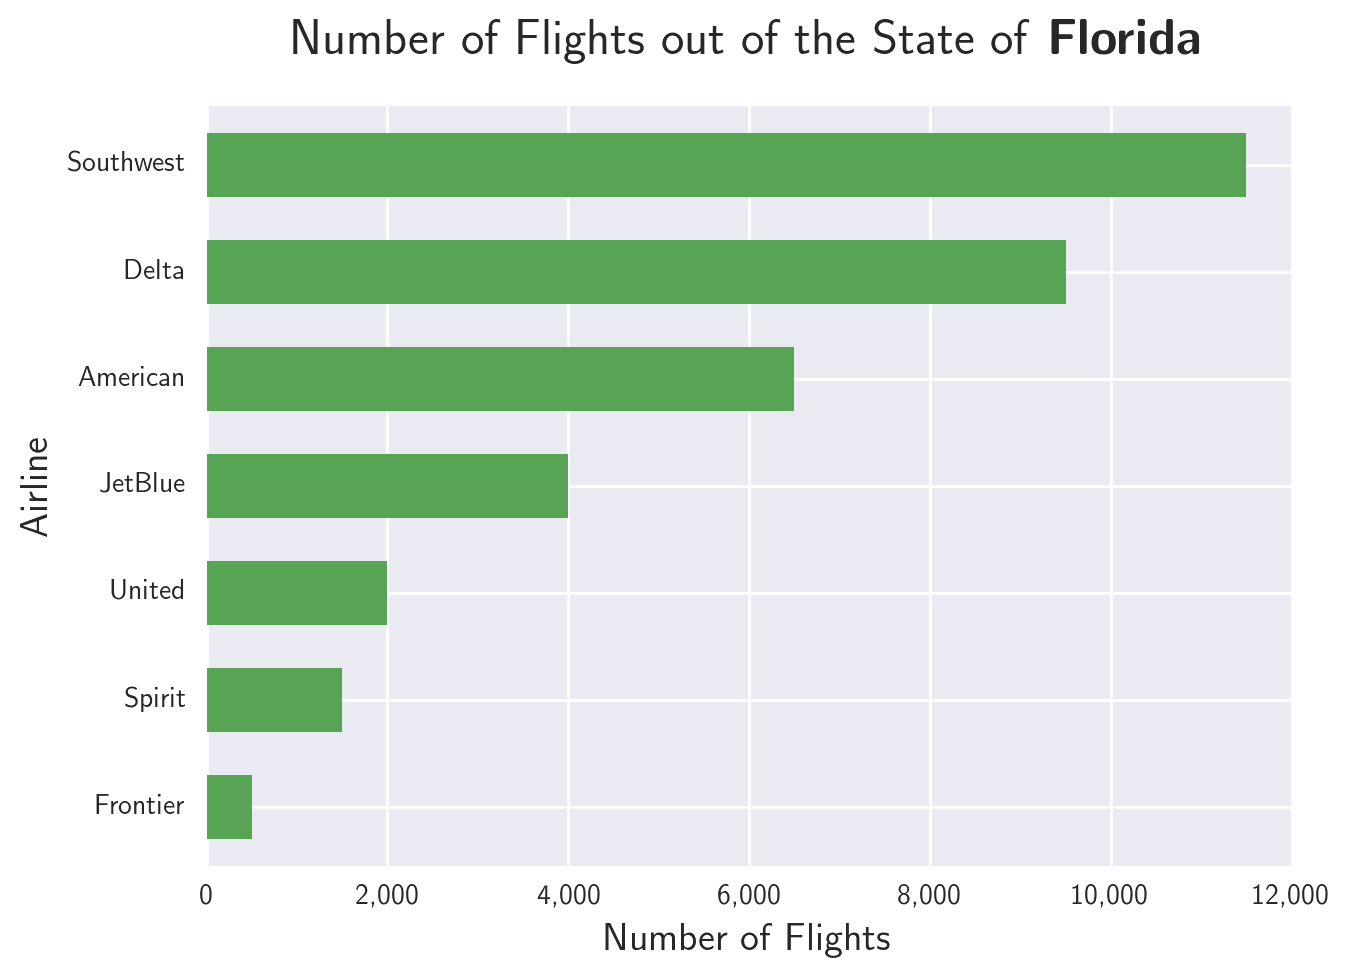 Number of Flights out of the State of Florida
Southwest
Delta
American
JetBlue
United
Spirit
Frontier
Airline
0 2,000 4,000 6,000 8,000 10,000 12,000
Number of Flights